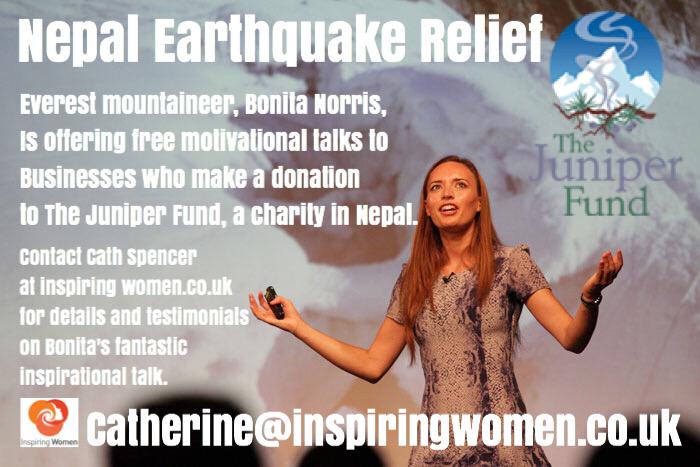 Nepal Earthquake Relief
Everest mountaineer, Bonita Norris,
Is offering free motivational talks to
Businesses who make a donation
to The Juniper Fund, a charity in Nepal.
Contact Cath Spencer
at inspiring women.co.uk
for details and testimonials
on Bonita's fantastic
inspirational talk.
The
Juniper
Fund
Inspiring Women
catherine@inspiringwomen.co.uk